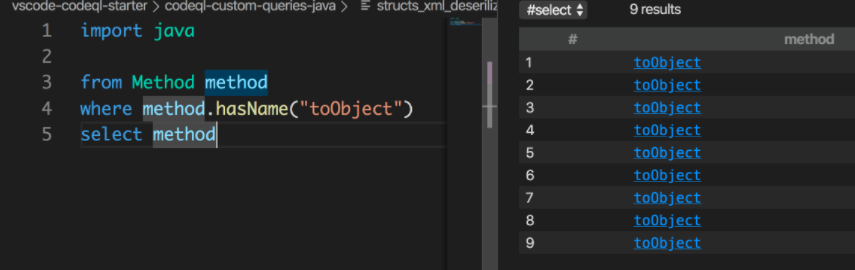 vscode-codeql-starter > codeql-custom-queries-java > structs_xml_deseriliz
1 import java
2
3 from Method method
4 where method.hasName("toObject")
5 select method
#select 9 results
# method
1 toObject
2 toObject
3 toObject
4 toObject
5 toObject
6 toObject
7 toObject
8 toObject
9 toObject